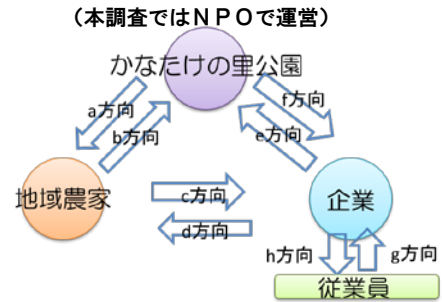 （本調査ではＮＰＯで運営）
かなたけの里公園
a方向
b方向
f方向
e方向
地域農家
c方向
d方向
企業
h方向
g方向
従業員